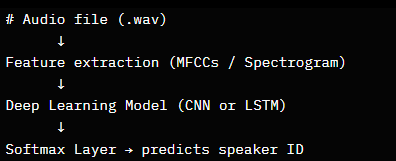 # Audio file (.wav)
↓
Feature extraction (MFCCs / Spectrogram)
↓
Deep Learning Model (CNN or LSTM)
↓
Softmax Layer → predicts speaker ID